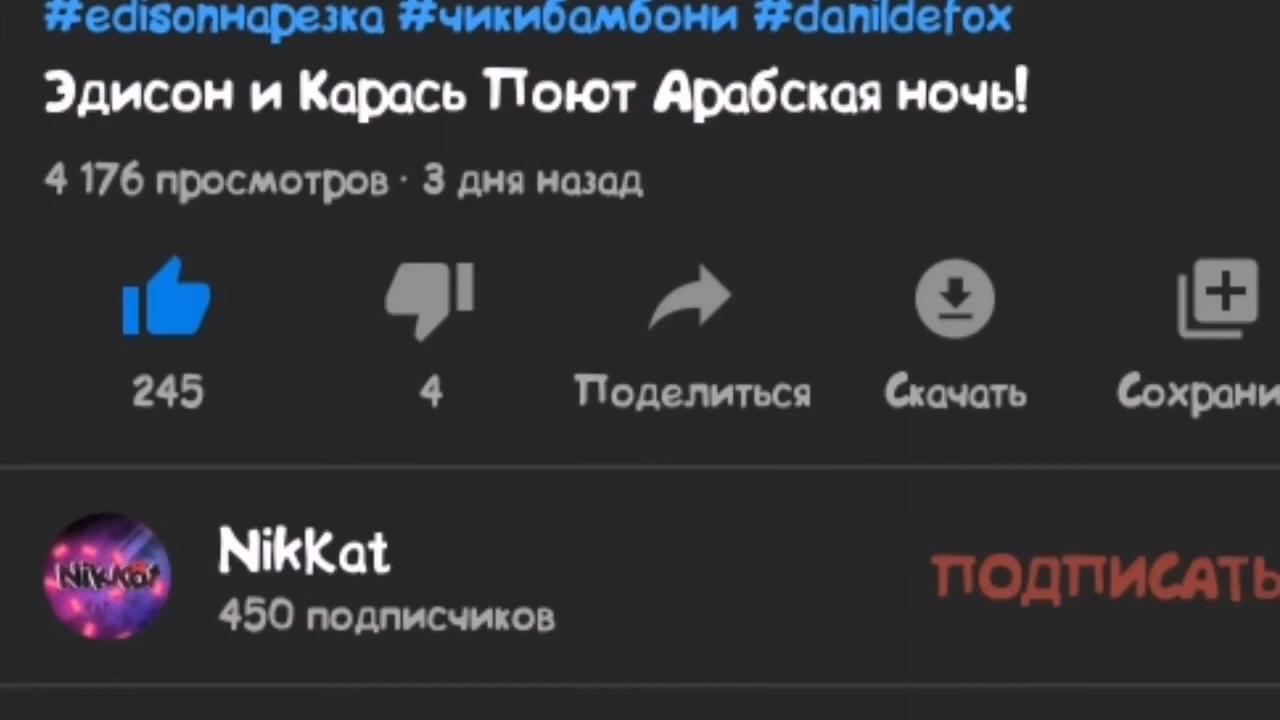 #edisonнарезка #чикибамбони #danildefox
Эдисон и Карась Поют Арабская ночь!
4 176 просмотров · 3 дня назад
245 4 Поделиться Скачать Сохрани
NikKat
NikKat
450 подписчиков
ПОДПИСАТЬ